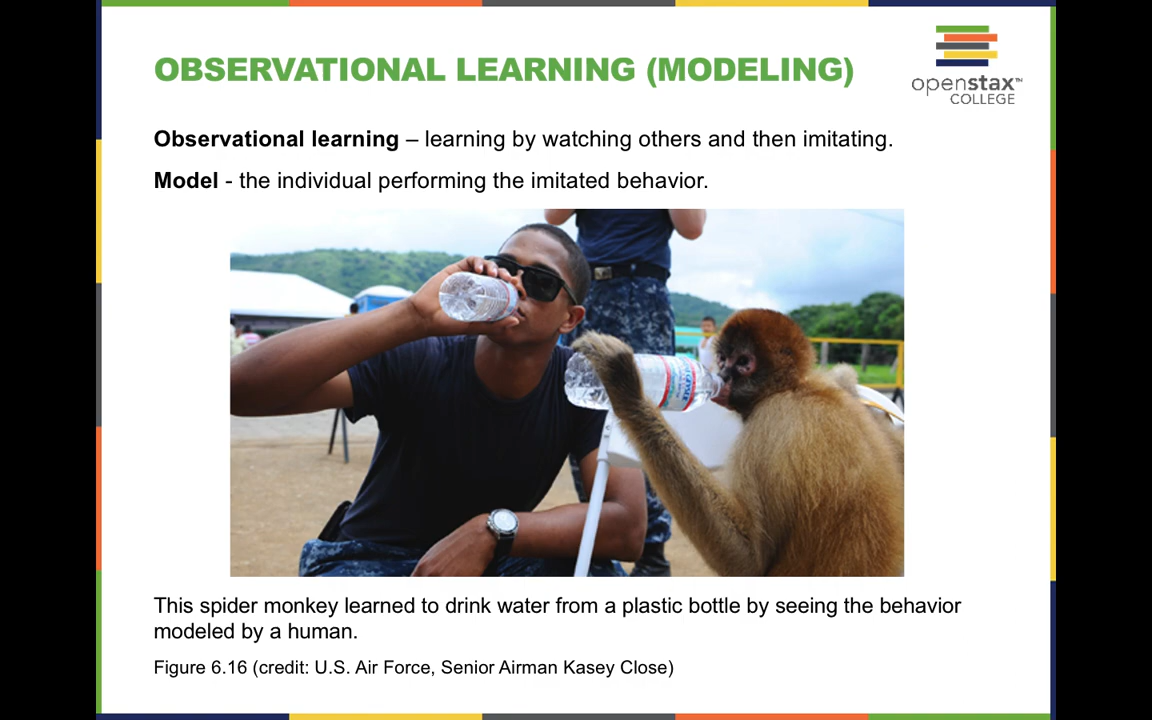 OBSERVATIONAL LEARNING (MODELING)
openstax™
COLLEGE
Observational learning – learning by watching others and then imitating.
Model - the individual performing the imitated behavior.
This spider monkey learned to drink water from a plastic bottle by seeing the behavior
modeled by a human.
Figure 6.16 (credit: U.S. Air Force, Senior Airman Kasey Close)